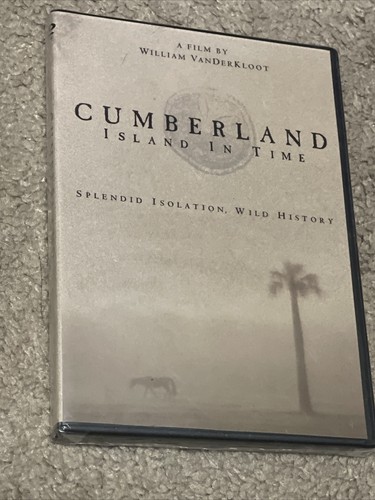 A FILM BY
WILLIAM VANDERKLOOT
CUMBERLAND
ISLAND IN TIME
SPLENDID ISOLATION, WILD HISTORY